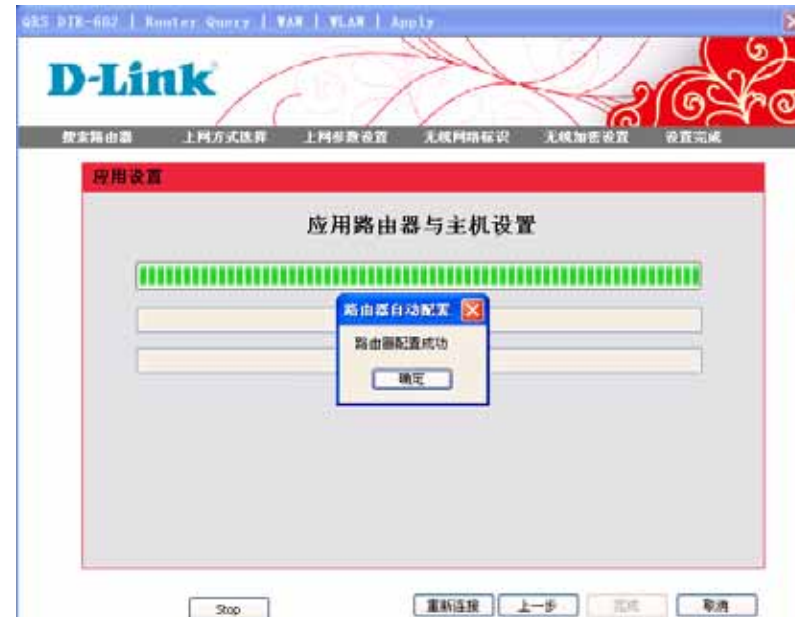 QRS DIR-602 | Router Query | WAN | WLAN | Apply
D-Link
搜索路由器 上网方式选择 上网参数设置 无线网络标识 无线加密设置 设置完成
应用设置
应用路由器与主机设置
路由器自动配置
路由器配置成功
确定
Stop 重新连接 上一步 完成 取消